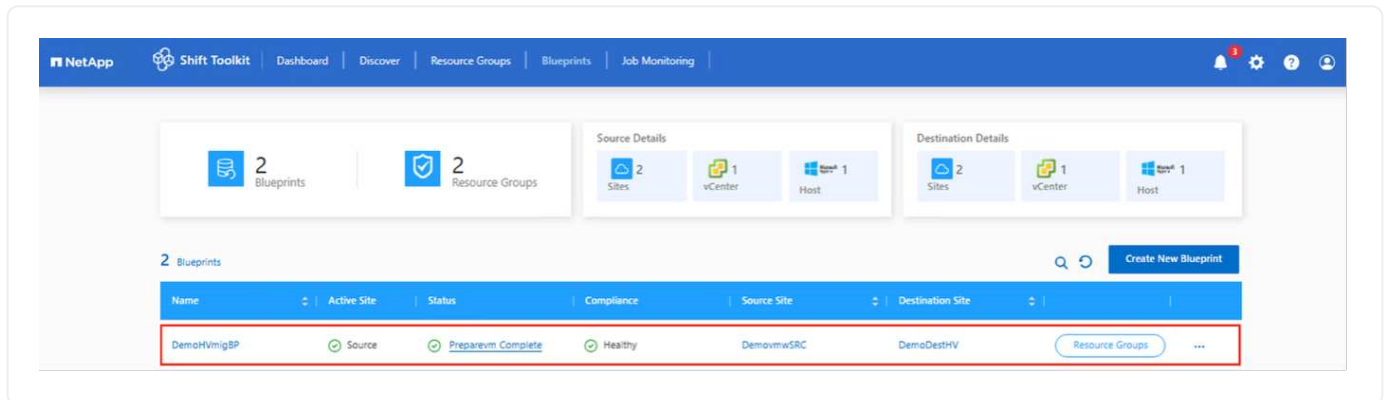 NetApp Shift Toolkit Dashboard Discover Resource Groups Blueprints Job Monitoring 3
2 Blueprints
2 Resource Groups
Source Details
2 Sites
1 vCenter
1 Host
Destination Details
2 Sites
1 vCenter
1 Host
2 Blueprints
Create New Blueprint
Name Active Site Status Compliance Source Site Destination Site
DemoHVmigBP Source Preparevm Complete Healthy DemovmwSRC DemoDestHV Resource Groups ...